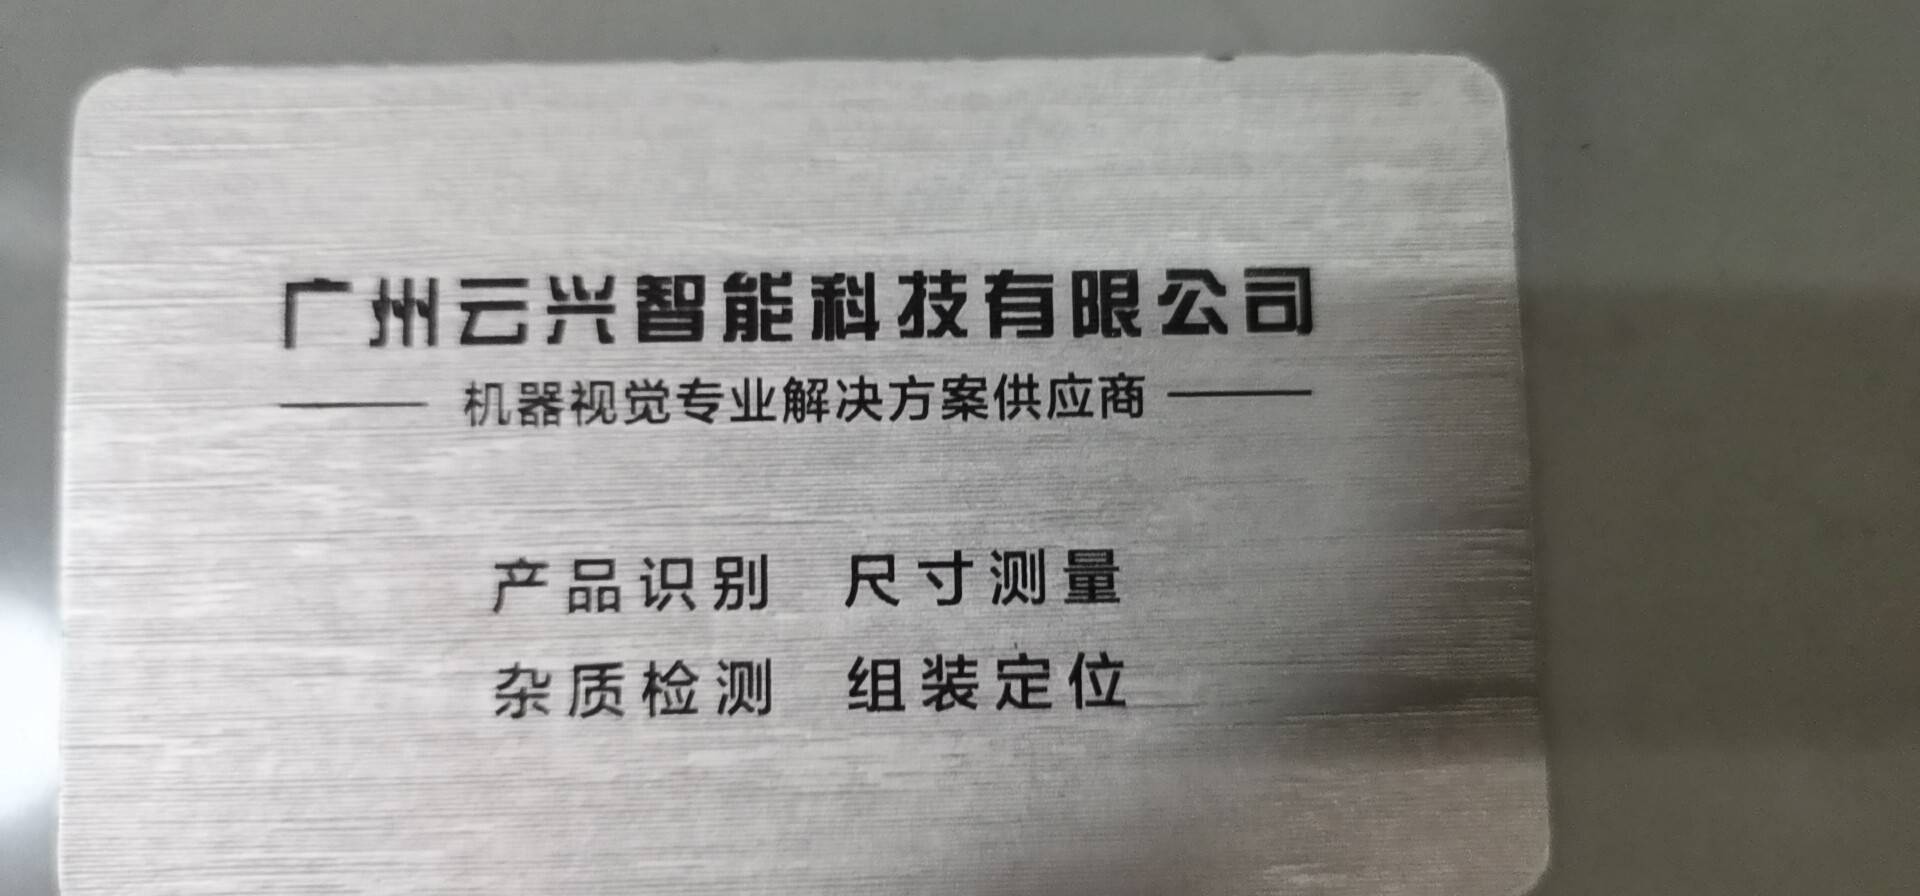 广州云兴智能科技有限公司
机器视觉专业解决方案供应商
产品识别 尺寸测量
杂质检测 组装定位